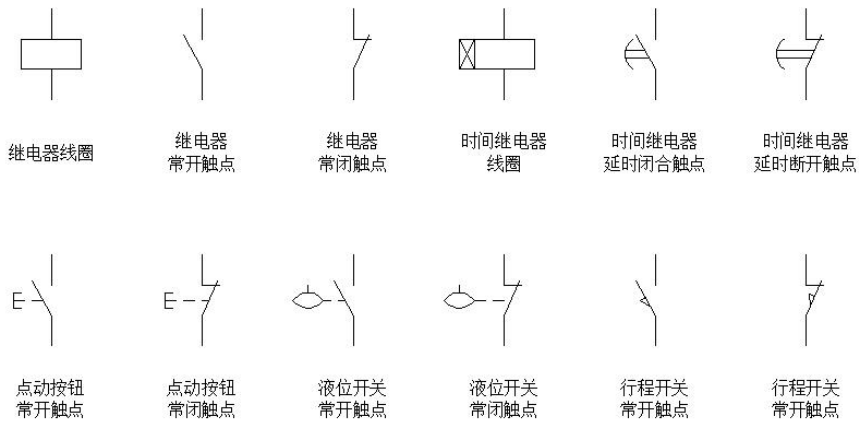 继电器线圈
继电器
常开触点
继电器
常闭触点
时间继电器
线圈
时间继电器
延时闭合触点
时间继电器
延时断开触点
点动按钮
常开触点
点动按钮
常闭触点
液位开关
常开触点
液位开关
常闭触点
行程开关
常开触点
行程开关
常开触点